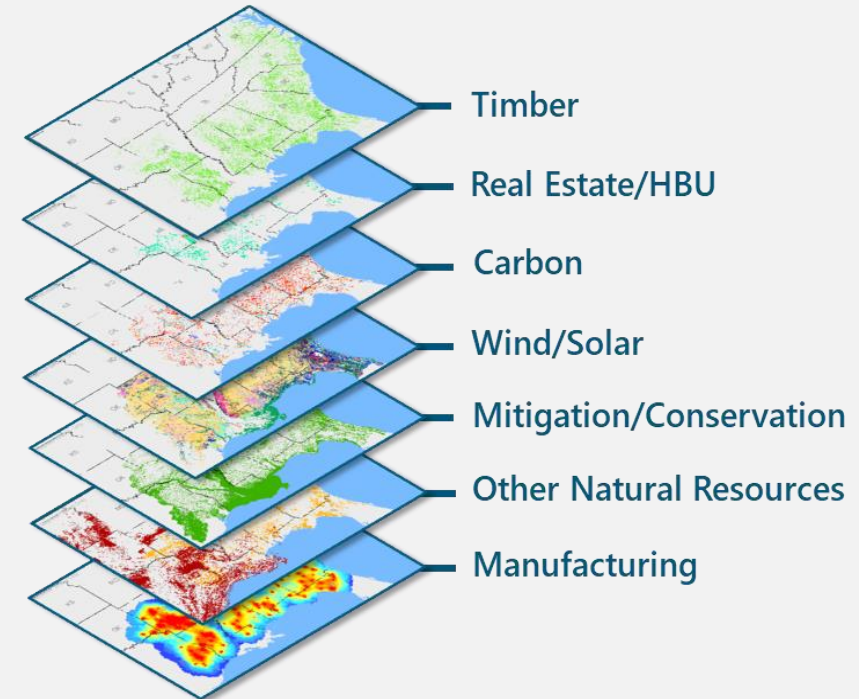 Timber
Real Estate/HBU
Carbon
Wind/Solar
Mitigation/Conservation
Other Natural Resources
Manufacturing